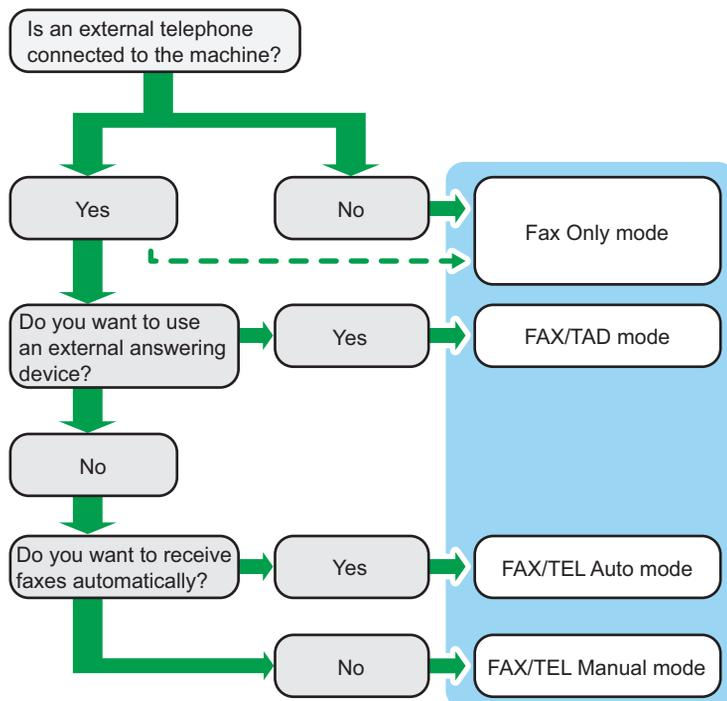 Is an external telephone
connected to the machine?
Yes
No
Fax Only mode
Do you want to use
an external answering
device?
Yes
FAX/TAD mode
No
Do you want to receive
faxes automatically?
Yes
FAX/TEL Auto mode
No
FAX/TEL Manual mode